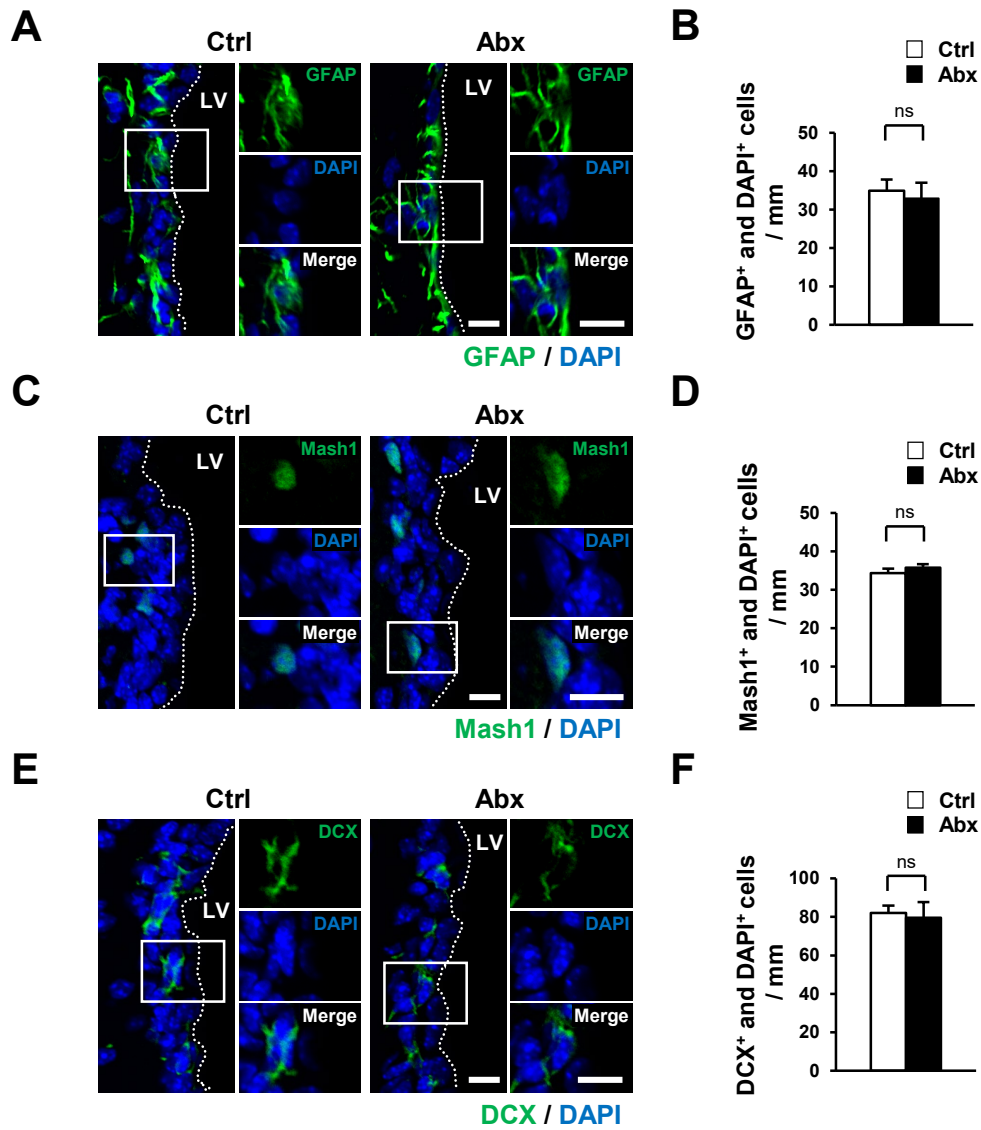 A
Ctrl
Abx
LV
GFAP
DAPI
Merge
LV
GFAP
DAPI
Merge
GFAP / DAPI
B
Ctrl
Abx
ns
50
40
30
20
10
0
GFAP⁺ and DAPI⁺ cells
/ mm
C
Ctrl
Abx
LV
Mash1
DAPI
Merge
LV
Mash1
DAPI
Merge
Mash1 / DAPI
D
Ctrl
Abx
ns
50
40
30
20
10
0
Mash1⁺ and DAPI⁺ cells
/ mm
E
Ctrl
Abx
LV
DCX
DAPI
Merge
LV
DCX
DAPI
Merge
DCX / DAPI
F
Ctrl
Abx
ns
100
80
60
40
20
0
DCX⁺ and DAPI⁺ cells
/ mm